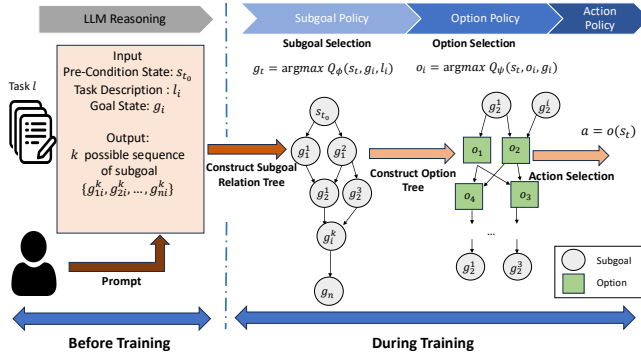 LLM Reasoning
Subgoal Policy
Option Policy
Action
Policy
Task l
Input
Pre-Condition State: s_{t_0}
Task Description : l_i
Goal State: g_i
Output:
k possible sequence
of subgoal
{g_{1i}^k, g_{2i}^k, ..., g_{ni}^k}
Prompt
Before Training
Subgoal Selection
g_t = argmax Q_ϕ(s_t, g_i, l_i)
Option Selection
o_i = argmax Q_ψ(s_t, o_i, g_i)
Construct Subgoal
Relation Tree
s_{t_0}
g_1^1
g_1^2
g_2^1
g_2^3
g_i^k
g_n
Construct Option
Tree
g_2^1
g_2^i
o_1
o_2
o_4
o_3
...
g_2^1
g_2^3
a = o(s_t)
Action Selection
Subgoal
Option
During Training